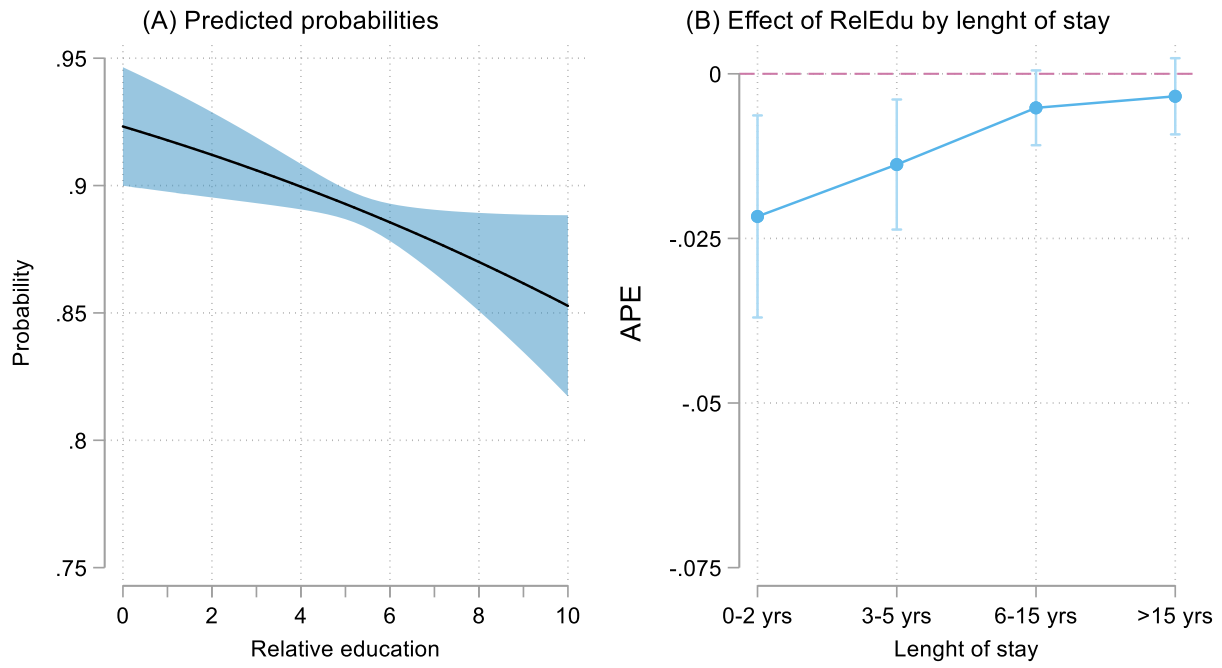 (A) Predicted probabilities
.95
.9
.85
.8
.75
Probability
0
2
4
6
8
10
Relative education
(B) Effect of RelEdu by lenght of stay
0
-.025
-.05
-.075
APE
0-2 yrs
3-5 yrs
6-15 yrs
>15 yrs
Lenght of stay